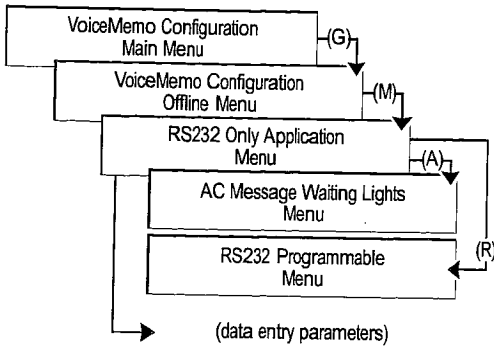 VoiceMemo Configuration
Main Menu
(G)
VoiceMemo Configuration
Offline Menu
(M)
RS232 Only Application
Menu
(A)
AC Message Waiting Lights
Menu
RS232 Programmable
Menu
(R)
(data entry parameters)